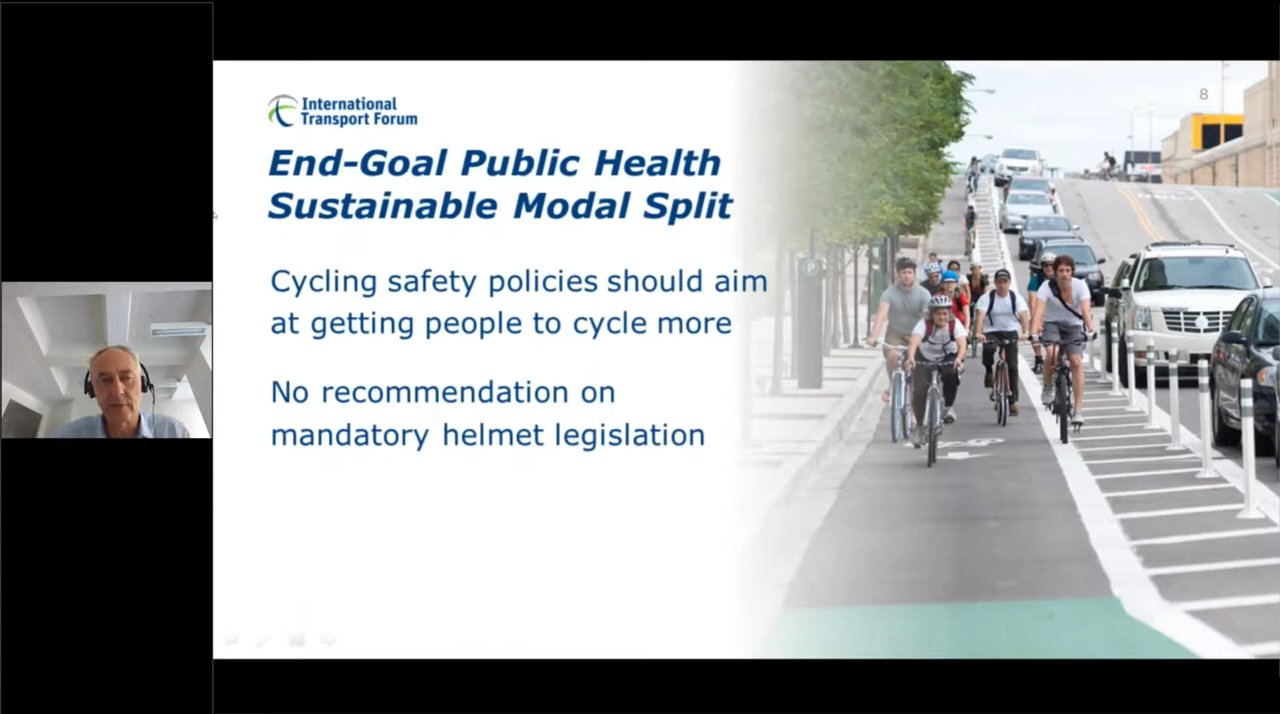 International
Transport Forum
8
End-Goal Public Health
Sustainable Modal Split
Cycling safety policies should aim
at getting people to cycle more
No recommendation on
mandatory helmet legislation
P